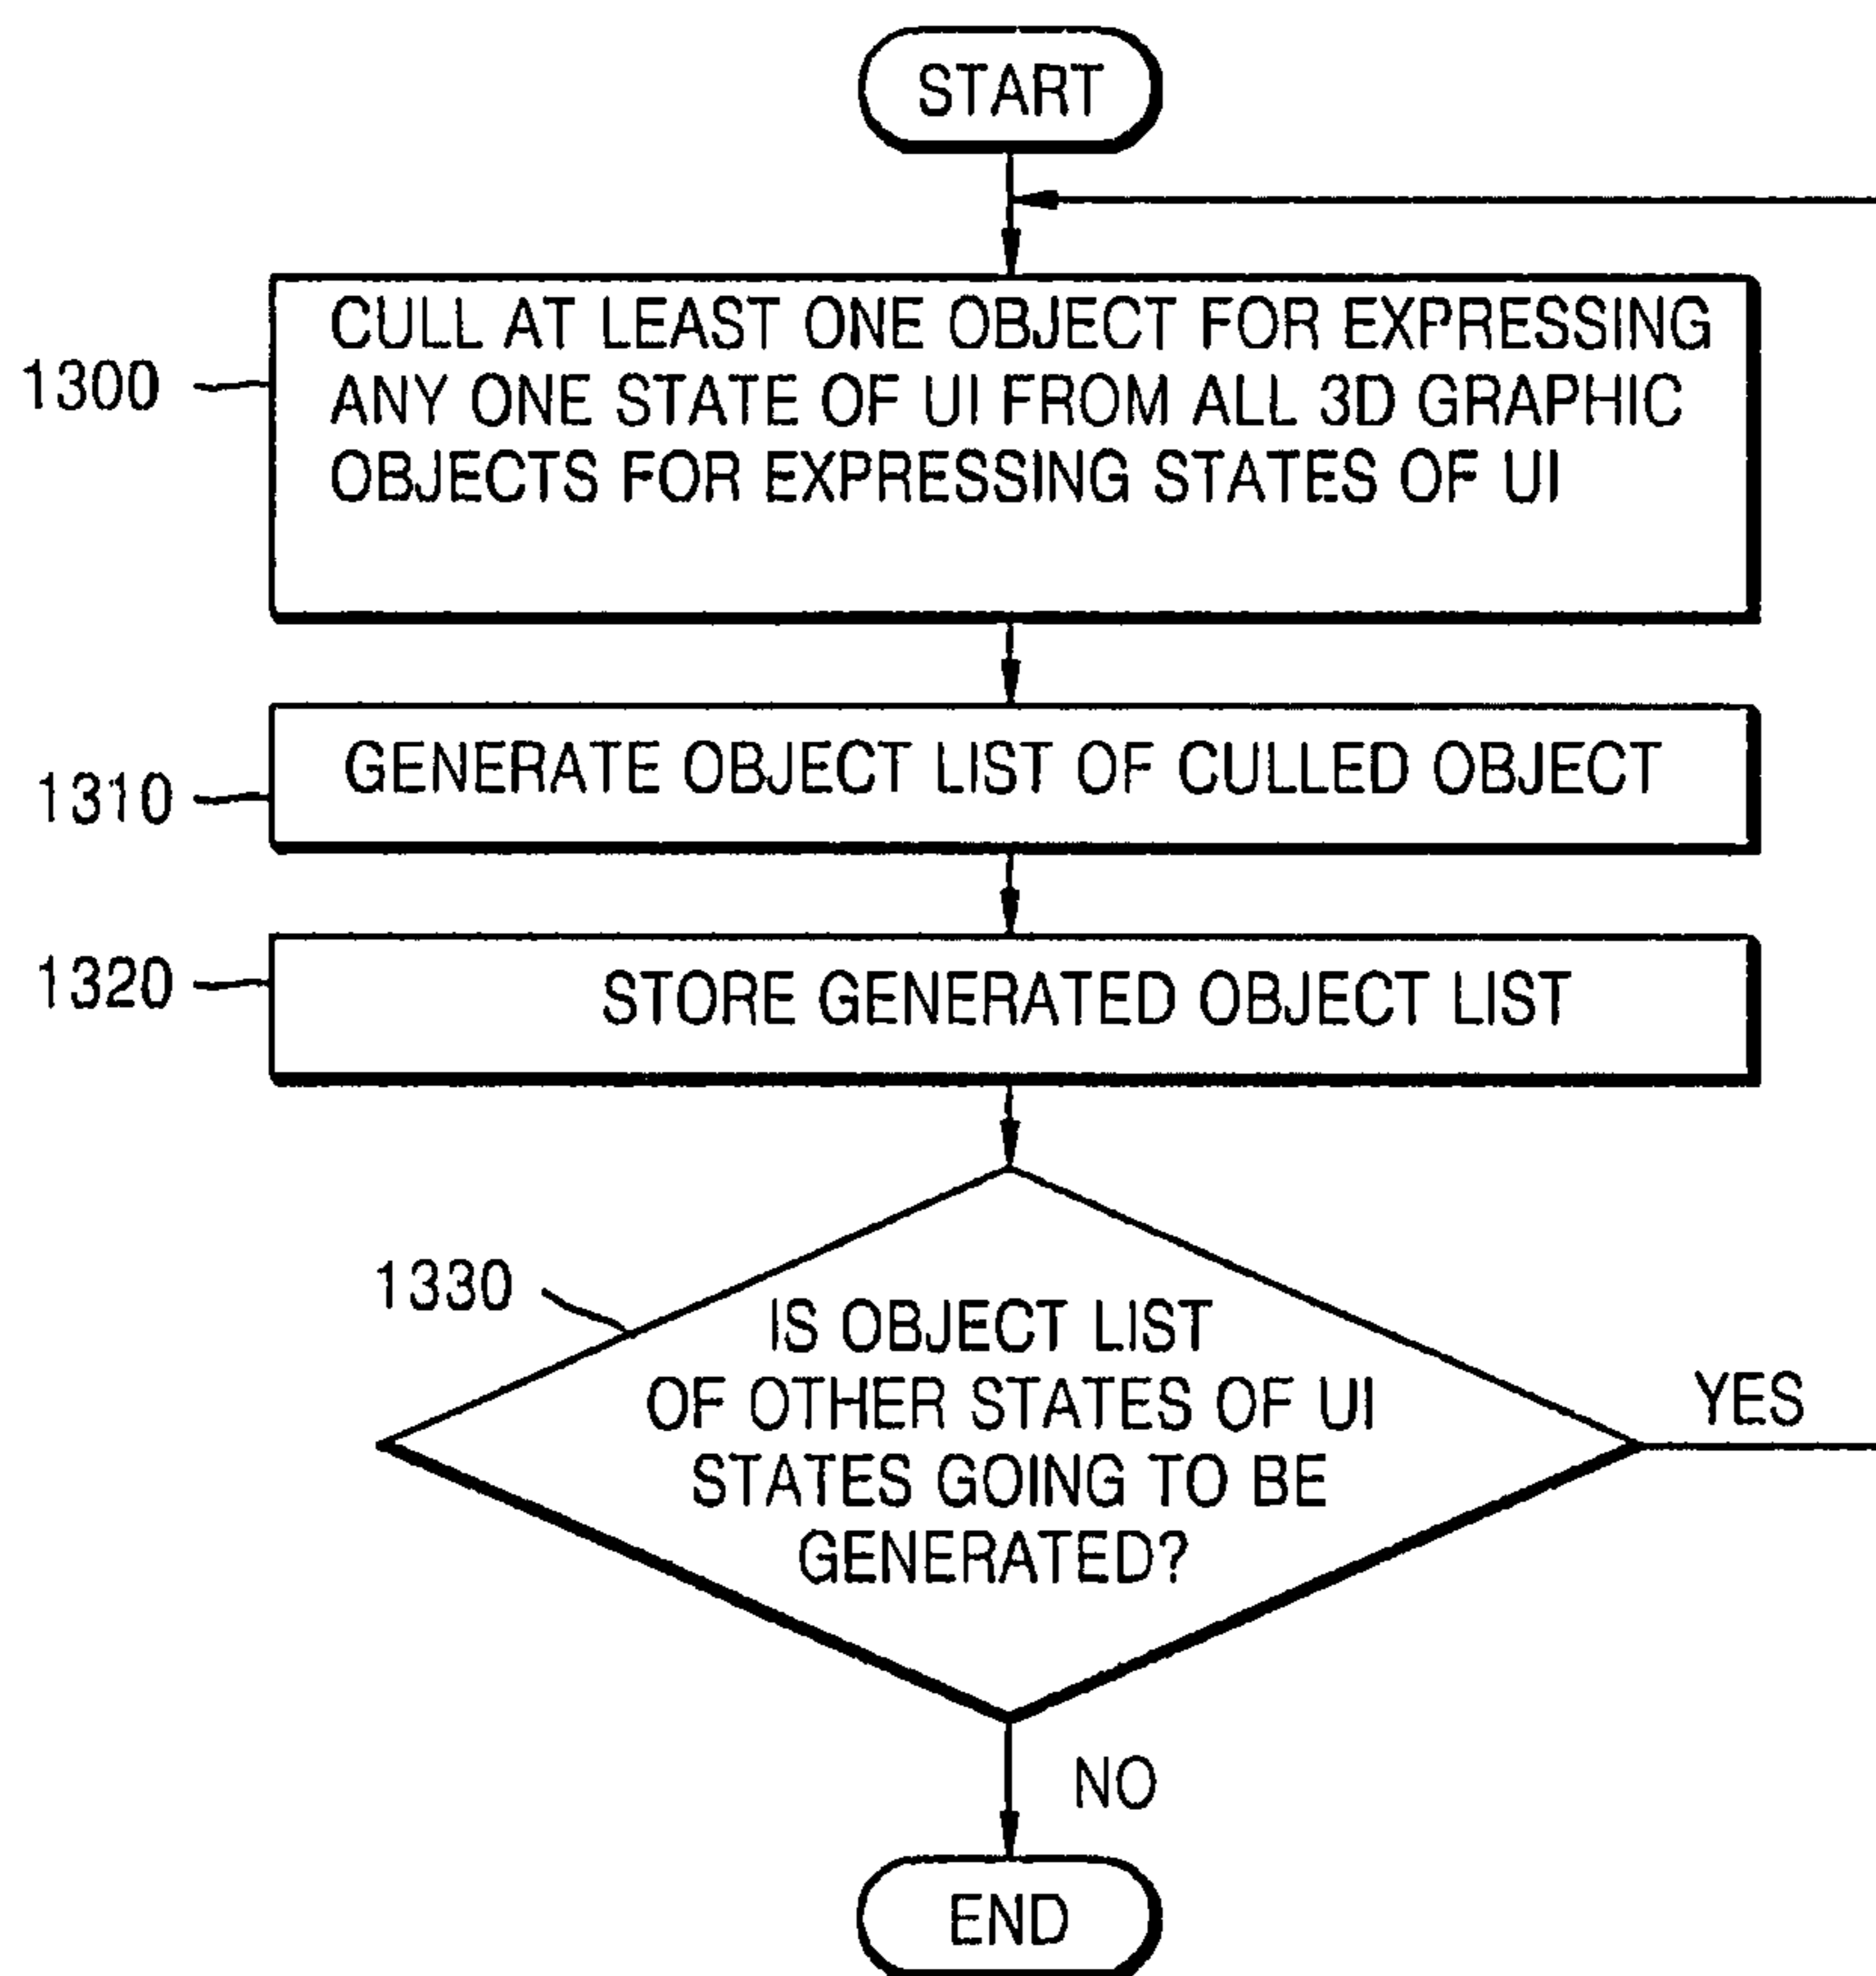 START
1300
CULL AT LEAST ONE OBJECT FOR EXPRESSING
ANY ONE STATE OF UI FROM ALL 3D GRAPHIC
OBJECTS FOR EXPRESSING STATES OF UI
1310
GENERATE OBJECT LIST OF CULLED OBJECT
1320
STORE GENERATED OBJECT LIST
1330
IS OBJECT LIST
OF OTHER STATES OF UI
STATES GOING TO BE
GENERATED?
YES
NO
END